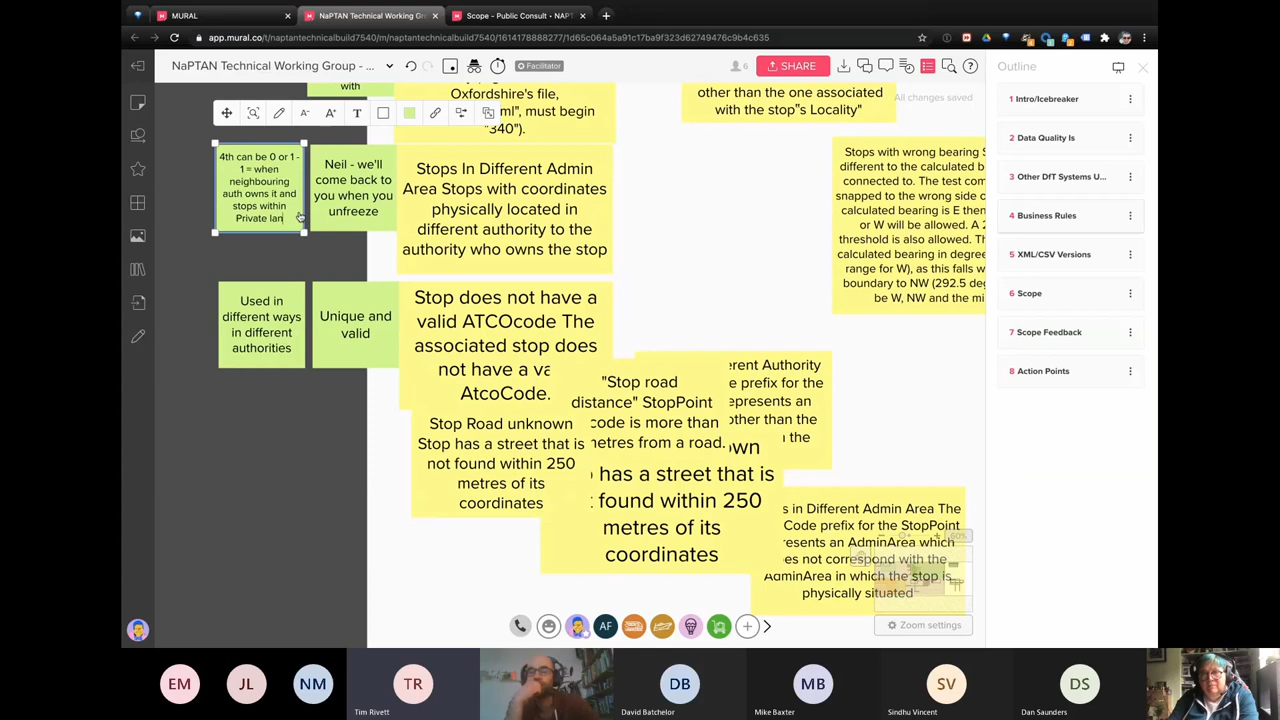 MURAL
NaPTAN Technical Working Gr
Scope - Public Consult - NAPT
app.mural.co/t/naptantechnicalbuild7540/m/naptantechnicalbuild7540/1614178888277/1d65c064a5a91c17ba9f323d62749476c9b4c635
NaPTAN Technical Working Group - ...
Facilitator
6
SHARE
Outline
All changes saved
1 Intro/Icebreaker
2 Data Quality Is
3 Other DfT Systems U...
4 Business Rules
5 XML/CSV Versions
6 Scope
7 Scope Feedback
8 Action Points
with
Oxfordshire's file,
ml", must begin
"340").
other than the one associated
with the stop"s Locality"
4th can be 0 or 1 -
1 = when
neighbouring
auth owns it and
stops within
Private lan
Neil - we'll
come back to
you when you
unfreeze
Stops In Different Admin
Area Stops with coordinates
physically located in
different authority to the
authority who owns the stop
Stops with wrong bearing S
different to the calculated b
connected to. The test com
snapped to the wrong side c
calculated bearing is E then
or W will be allowed. A 2
threshold is also allowed. Th
calculated bearing in degree
range for W), as this falls w
boundary to NW (292.5 deg
be W, NW and the mi
Used in
different ways
in different
authorities
Unique and
valid
Stop does not have a
valid ATCOcode The
associated stop does
not have a va
AtcoCode.
"Stop road
distance" StopPoint
code is more than
metres from a road.
erent Authority
e prefix for the
epresents an
other than the
n the
Stop Road unknown
Stop has a street that is
not found within 250
metres of its
coordinates
own
has a street that is
found within 250
metres of its
coordinates
s in Different Admin Area The
Code prefix for the StopPoint
presents an AdminArea which
oes not correspond with the
AdminArea in which the stop is
physically situated
60%
Zoom settings
AF
EM
JL
NM
TR
DB
MB
SV
DS
Tim Rivett
David Batchelor
Mike Baxter
Sindhu Vincent
Dan Saunders